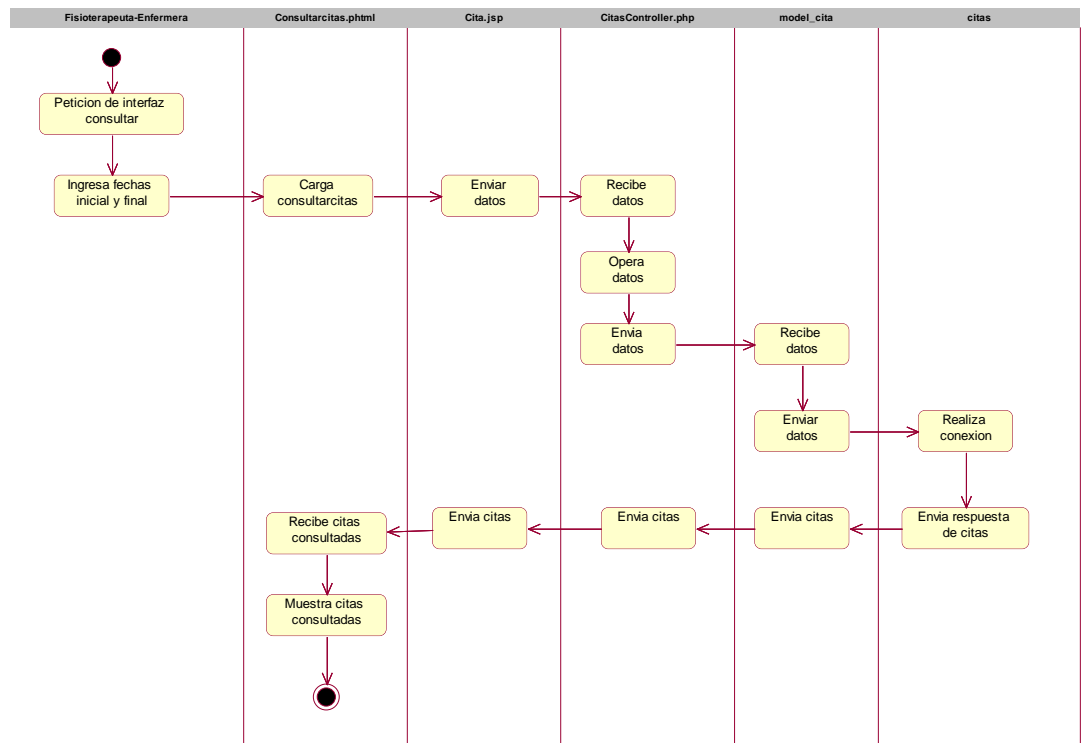 Fisioterapeuta-Enfermera
Consultarcitas.phtml
Cita.jsp
CitasController.php
model_cita
citas
Peticion de interfaz
consultar
Ingresa fechas
inicial y final
Carga
consultarcitas
Enviar
datos
Recibe
datos
Opera
datos
Envia
datos
Recibe
datos
Enviar
datos
Realiza
conexion
Envia respuesta
de citas
Envia citas
Envia citas
Envia citas
Recibe citas
consultadas
Muestra citas
consultadas